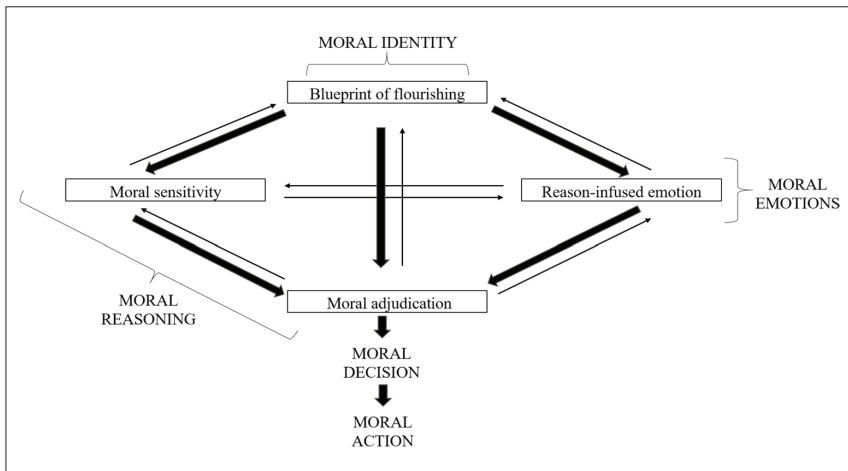 MORAL IDENTITY
Blueprint of flourishing
Moral sensitivity
Reason-infused emotion
MORAL
EMOTIONS
MORAL
REASONING
Moral adjudication
MORAL
DECISION
MORAL
ACTION